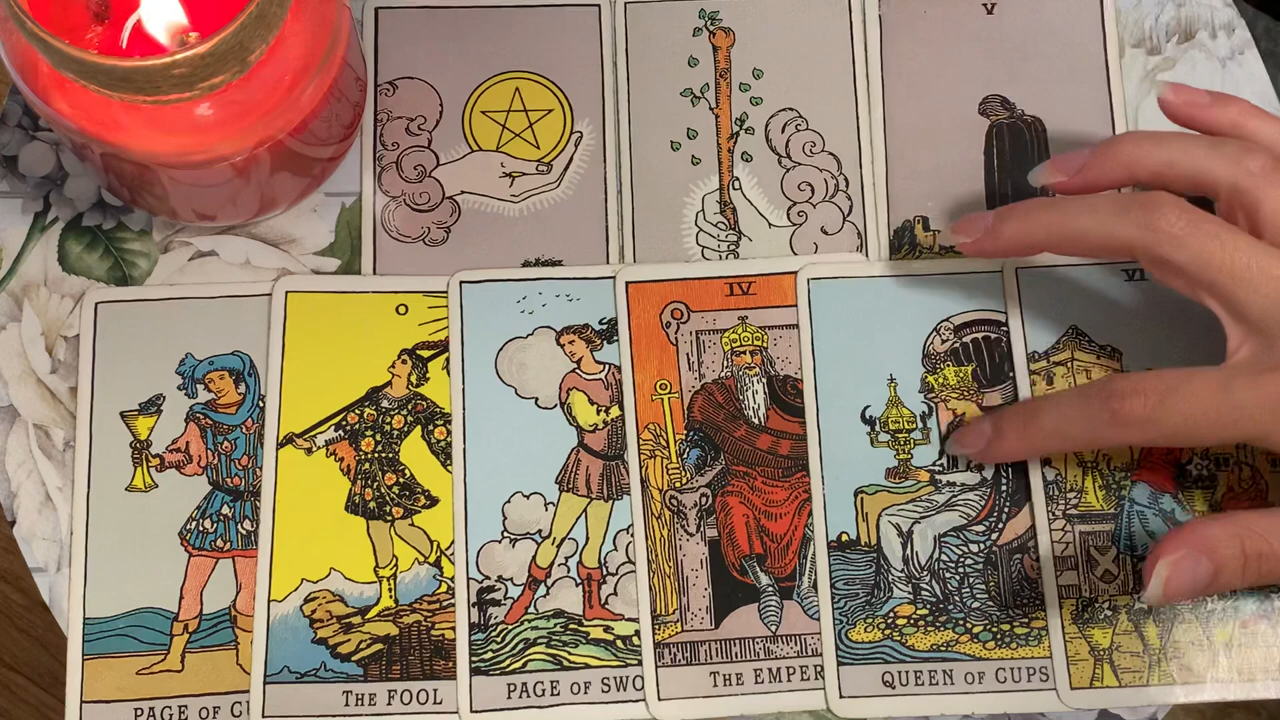 V
IV
VI
PAGE OF CU
THE FOOL
PAGE OF SWO
THE EMPER
QUEEN OF CUPS